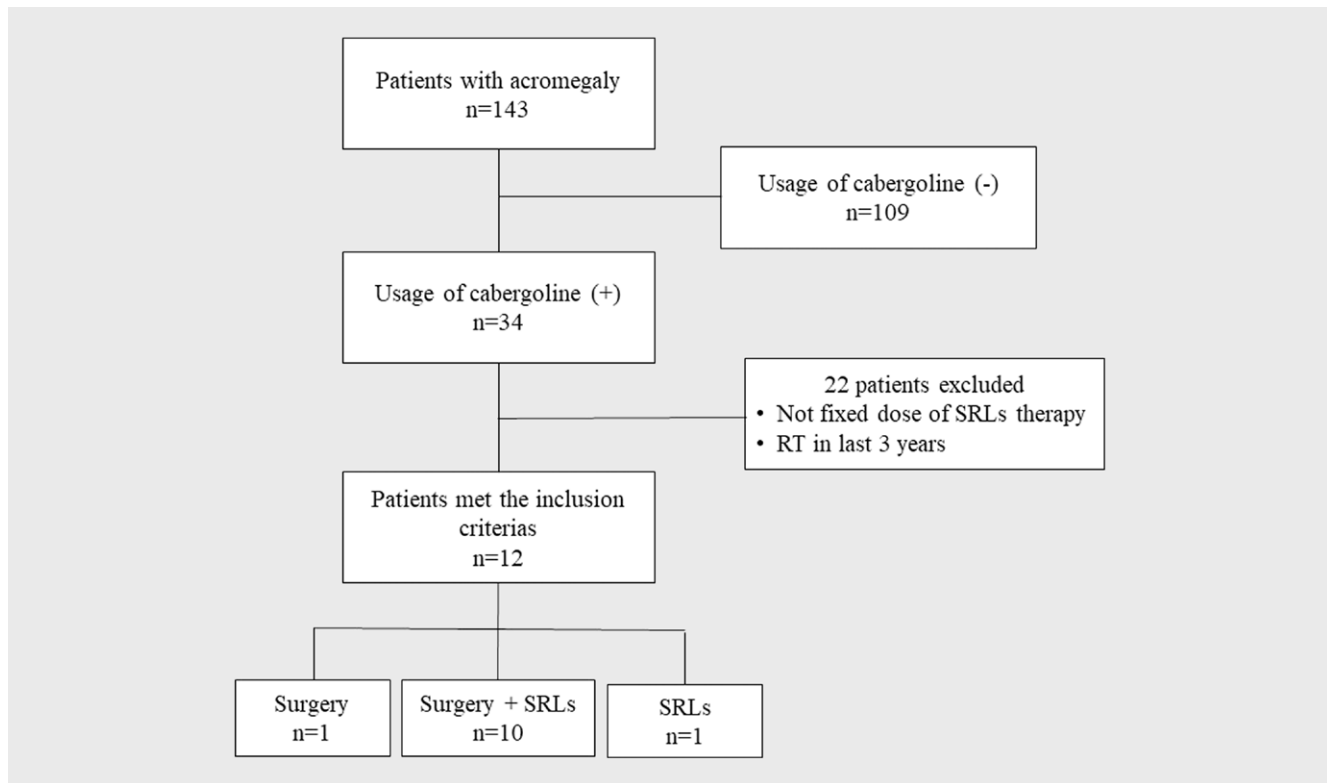 Patients with acromegaly
n=143
Usage of cabergoline (-)
n=109
Usage of cabergoline (+)
n=34
22 patients excluded
• Not fixed dose of SRLs therapy
• RT in last 3 years
Patients met the inclusion
criterias
n=12
Surgery
n=1
Surgery + SRLs
n=10
SRLs
n=1